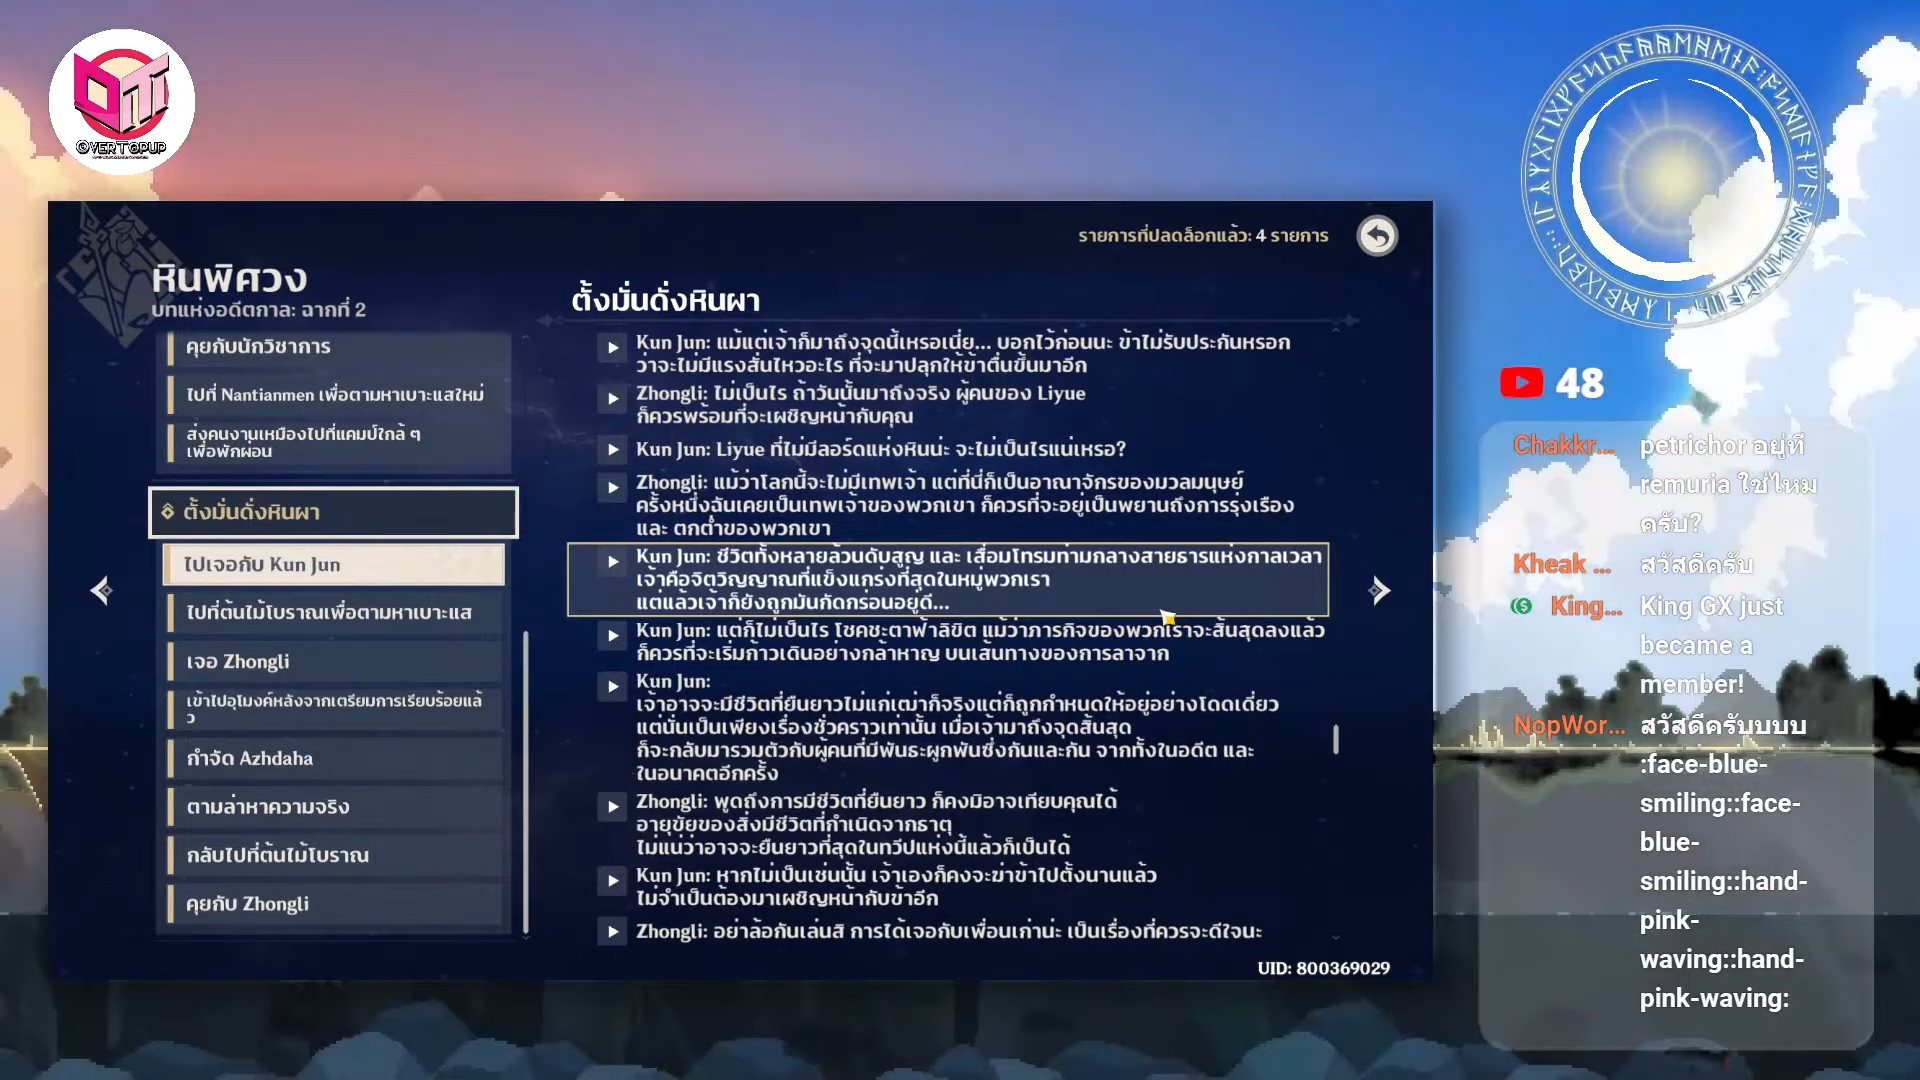 OVERTOPUP
รายการที่ปลดล็อกแล้ว: 4 รายการ
หินพิศวง
บทแห่งอดีตกาล: ฉากที่ 2
คุยกับนักวิชาการ
ไปที่ Nantianmen เพื่อตามหาเบาะแสใหม่
ส่งคนงานเหมืองไปที่แคมป์ใกล้ ๆ
เพื่อพักผ่อน
ตั้งมั่นดั่งหินผา
ไปเจอกับ Kun Jun
ไปที่ต้นไม้โบราณเพื่อตามหาเบาะแส
เจอ Zhongli
เข้าไปอุโมงค์หลังจากเตรียมการเรียบร้อยแล้
ว
กำจัด Azhdaha
ตามล่าหาความจริง
กลับไปที่ต้นไม้โบราณ
คุยกับ Zhongli
ตั้งมั่นดั่งหินผา
Kun Jun: แม้แต่เจ้าก็มาถึงจุดนี้เหรอเนี่ย... บอกไว้ก่อนนะ ข้าไม่รับประกันหรอก
ว่าจะไม่มีแรงสั่นไหวอะไร ที่จะมาปลุกให้ข้าตื่นขึ้นมาอีก
Zhongli: ไม่เป็นไร ถ้าวันนั้นมาถึงจริง ผู้คนของ Liyue
ก็ควรพร้อมที่จะเผชิญหน้ากับคุณ
Kun Jun: Liyue ที่ไม่มีลอร์ดแห่งหินน่ะ จะไม่เป็นไรแน่เหรอ?
Zhongli: แม้ว่าโลกนี้จะไม่มีเทพเจ้า แต่ที่นี่ก็เป็นอาณาจักรของมวลมนุษย์
ครั้งหนึ่งฉันเคยเป็นเทพเจ้าของพวกเขา ก็ควรที่จะอยู่เป็นพยานถึงการรุ่งเรือง
และ ตกต่ำของพวกเขา
Kun Jun: ชีวิตทั้งหลายล้วนดับสูญ และ เสื่อมโทรมท่ามกลางสายธารแห่งกาลเวลา
เจ้าคือจิตวิญญาณที่แข็งแกร่งที่สุดในหมู่พวกเรา
แต่แล้วเจ้าก็ยังถูกมันกัดกร่อนอยู่ดี...
Kun Jun: แต่ก็ไม่เป็นไร โชคชะตาฟ้าลิขิต แม้ว่าภารกิจของพวกเราจะสิ้นสุดลงแล้ว
ก็ควรที่จะเริ่มก้าวเดินอย่างกล้าหาญ บนเส้นทางของการลาจาก
Kun Jun:
เจ้าอาจจะมีชีวิตที่ยืนยาวไม่แก่เฒ่าก็จริงแต่ก็ถูกกำหนดให้อยู่อย่างโดดเดี่ยว
แต่นั่นเป็นเพียงเรื่องชั่วคราวเท่านั้น เมื่อเจ้ามาถึงจุดสิ้นสุด
ก็จะกลับมารวมตัวกับผู้คนที่มีพันธะผูกพันซึ่งกันและกัน จากทั้งในอดีต และ
ในอนาคตอีกครั้ง
Zhongli: พูดถึงการมีชีวิตที่ยืนยาว ก็คงมิอาจเทียบคุณได้
อายุขัยของสิ่งมีชีวิตที่กำเนิดจากธาตุ
ไม่แน่ว่าอาจจะยืนยาวที่สุดในทวีปแห่งนี้แล้วก็เป็นได้
Kun Jun: หากไม่เป็นเช่นนั้น เจ้าเองก็คงจะฆ่าข้าไปตั้งนานแล้ว
ไม่จำเป็นต้องมาเผชิญหน้ากับข้าอีก
Zhongli: อย่าล้อกันเล่นสิ การได้เจอกับเพื่อนเก่าน่ะ เป็นเรื่องที่ควรจะดีใจนะ
UID: 800369029
48
Chakkr... petrichor อยู่ที่
remuria ใช่ไหม
ครับ?
Kheak ... สวัสดีครับ
King... King GX just
became a
member!
NopWor... สวัสดีครับบบบ
:face-blue-
smiling::face-
blue-
smiling::hand-
pink-
waving::hand-
pink-waving: